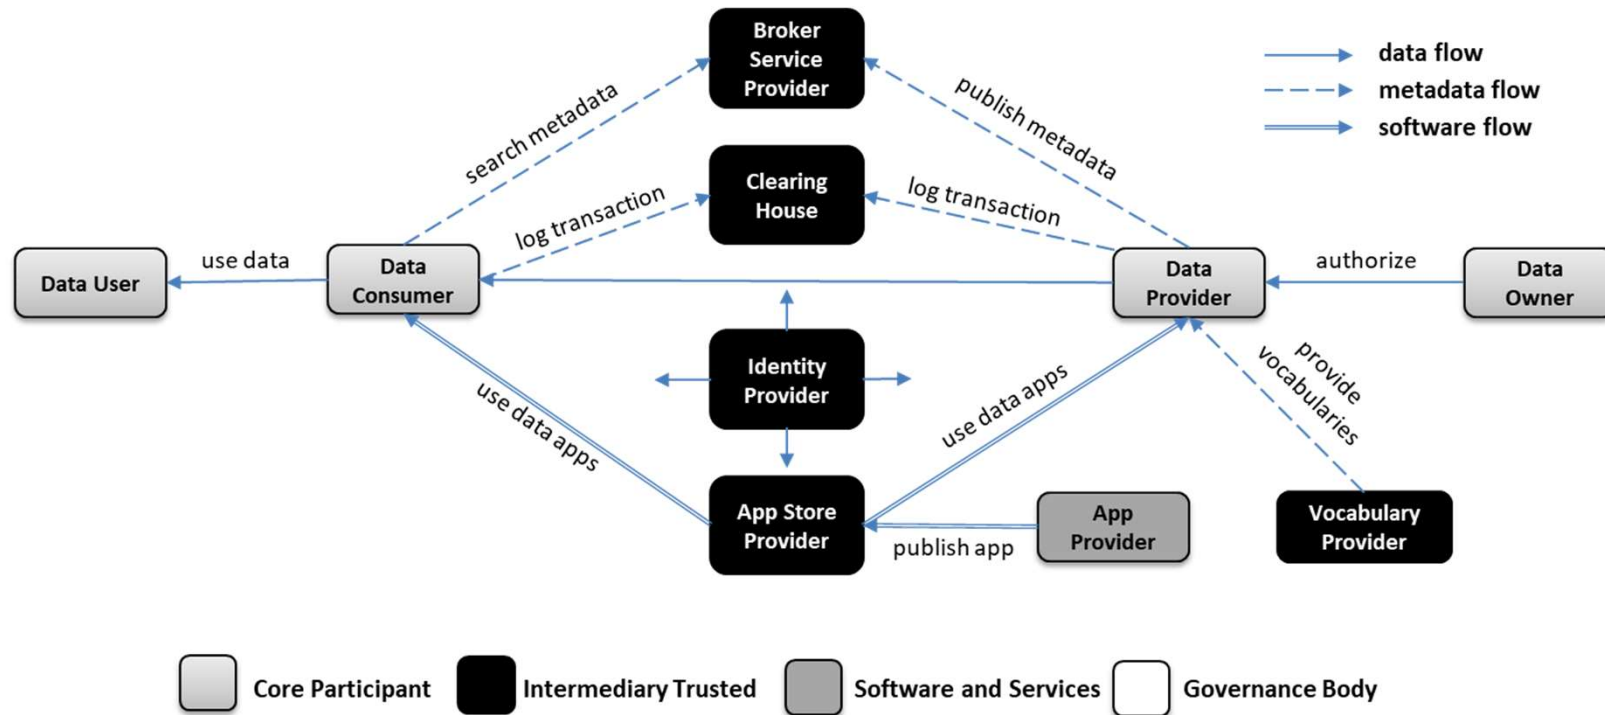 Broker
Service
Provider
data flow
metadata flow
software flow
search metadata
publish metadata
Clearing
House
log transaction
log transaction
Data User
use data
Data
Consumer
Data
Provider
authorize
Data
Owner
Identity
Provider
use data apps
use data apps
provide
vocabularies
App Store
Provider
publish app
App
Provider
Vocabulary
Provider
Core Participant
Intermediary Trusted
Software and Services
Governance Body